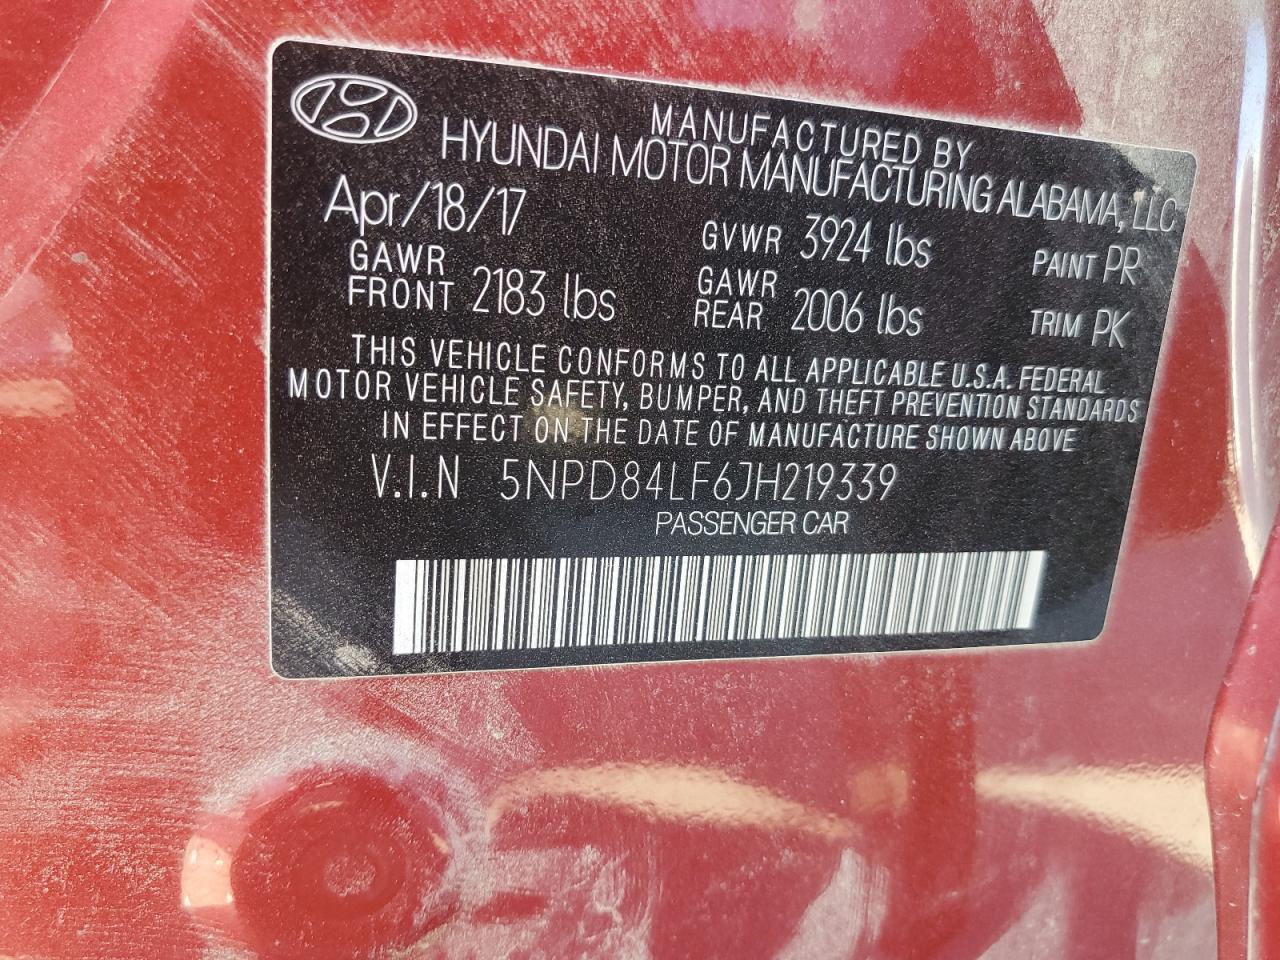 MANUFACTURED BY
HYUNDAI MOTOR MANUFACTURING ALABAMA, LLC
Apr/18/17
GVWR 3924 lbs
PAINT PR
GAWR FRONT 2183 lbs
GAWR REAR 2006 lbs
TRIM PK
THIS VEHICLE CONFORMS TO ALL APPLICABLE U.S.A. FEDERAL
MOTOR VEHICLE SAFETY, BUMPER, AND THEFT PREVENTION STANDARDS
IN EFFECT ON THE DATE OF MANUFACTURE SHOWN ABOVE
V.I.N 5NPD84LF6JH219339
PASSENGER CAR